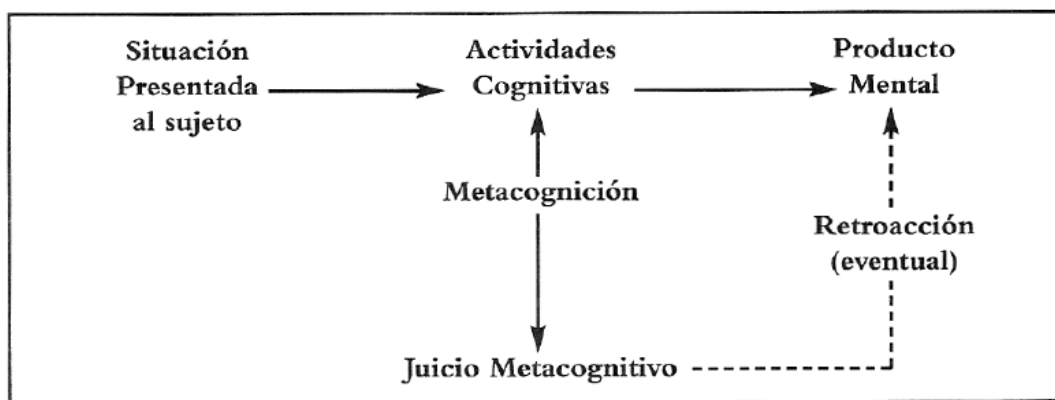 Situación
Presentada
al sujeto
Actividades
Cognitivas
Producto
Mental
Metacognición
Retroacción
(eventual)
Juicio Metacognitivo